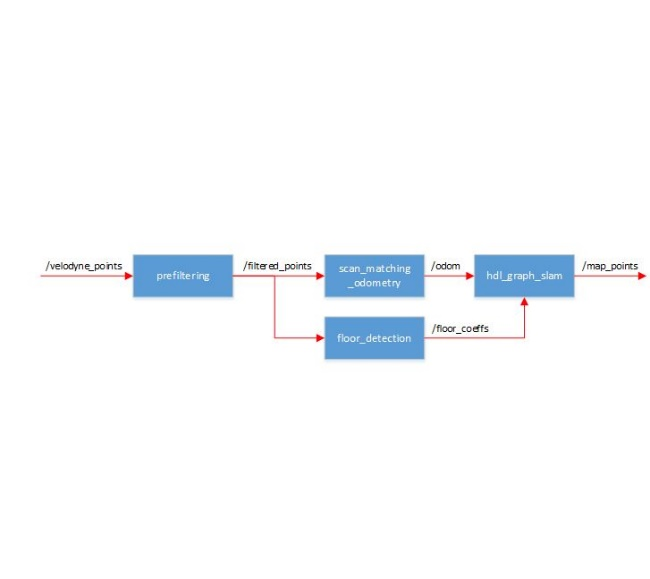 /velodyne_points
prefiltering
/filtered_points
scan_matching
_odometry
/odom
hdl_graph_slam
/map_points
floor_detection
/floor_coeffs